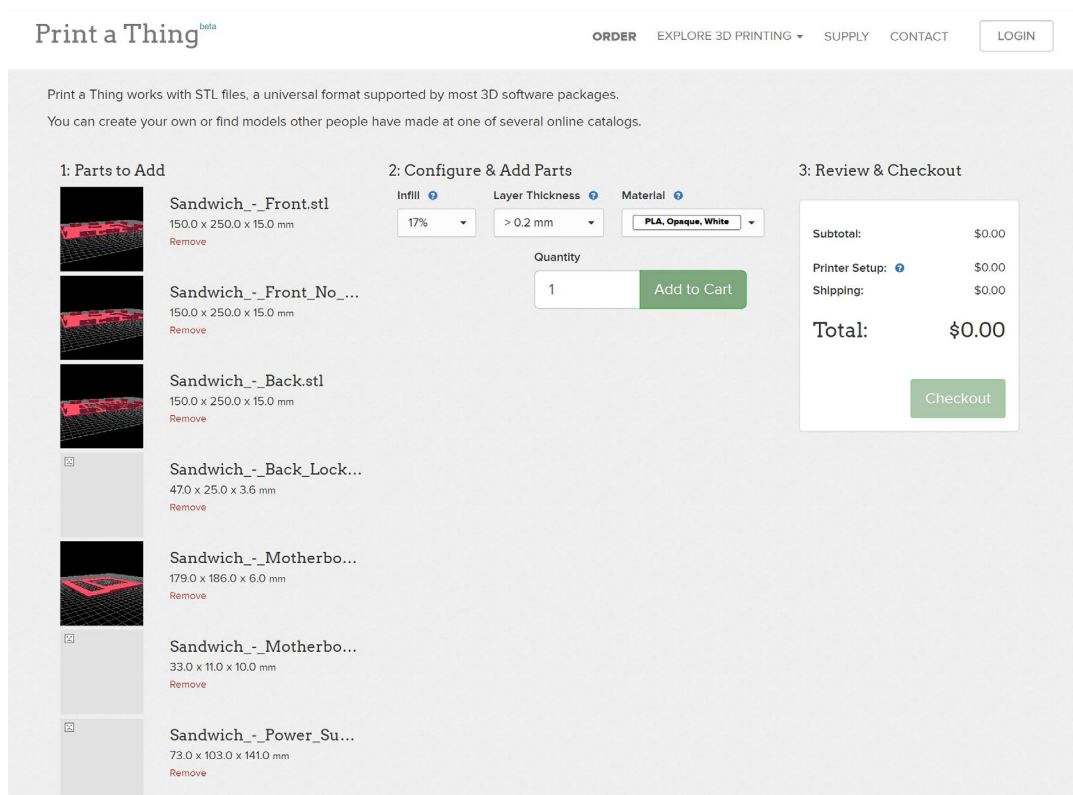 Print a Thing beta
ORDER EXPLORE 3D PRINTING SUPPLY CONTACT LOGIN
Print a Thing works with STL files, a universal format supported by most 3D software packages.
You can create your own or find models other people have made at one of several online catalogs.
1: Parts to Add
Sandwich_-_Front.stl
150.0 x 250.0 x 15.0 mm
Remove
Sandwich_-_Front_No_...
150.0 x 250.0 x 15.0 mm
Remove
Sandwich_-_Back.stl
150.0 x 250.0 x 15.0 mm
Remove
Sandwich_-_Back_Lock...
47.0 x 25.0 x 3.6 mm
Remove
Sandwich_-_Motherbo...
179.0 x 186.0 x 6.0 mm
Remove
Sandwich_-_Motherbo...
33.0 x 11.0 x 10.0 mm
Remove
Sandwich_-_Power_Su...
73.0 x 103.0 x 141.0 mm
Remove
2: Configure & Add Parts
Infill ? Layer Thickness ? Material ?
17% > 0.2 mm PLA, Opaque, White
Quantity
1 Add to Cart
3: Review & Checkout
Subtotal: $0.00
Printer Setup: ? $0.00
Shipping: $0.00
Total: $0.00
Checkout